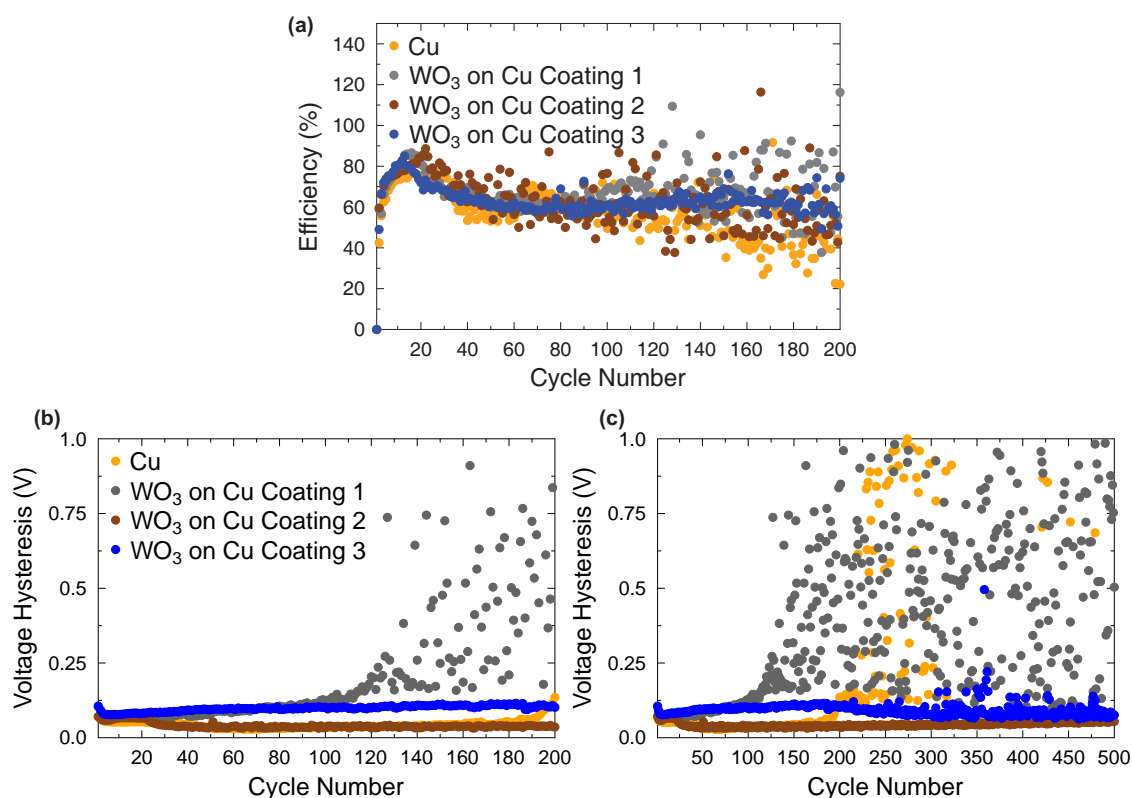 (a)
140
120
100
80
60
40
20
0
Efficiency (%)
Cu
WO₃ on Cu Coating 1
WO₃ on Cu Coating 2
WO₃ on Cu Coating 3
20 40 60 80 100 120 140 160 180 200
Cycle Number
(b)
1.0
0.75
0.5
0.25
0.0
Voltage Hysteresis (V)
Cu
WO₃ on Cu Coating 1
WO₃ on Cu Coating 2
WO₃ on Cu Coating 3
20 40 60 80 100 120 140 160 180 200
Cycle Number
(c)
1.0
0.75
0.5
0.25
0.0
Voltage Hysteresis (V)
50 100 150 200 250 300 350 400 450 500
Cycle Number